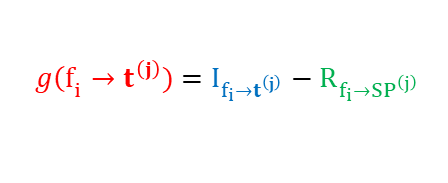 g(fᵢ → t⁽ʲ⁾) = I_{fᵢ→t⁽ʲ⁾} − R_{fᵢ→SP⁽ʲ⁾}